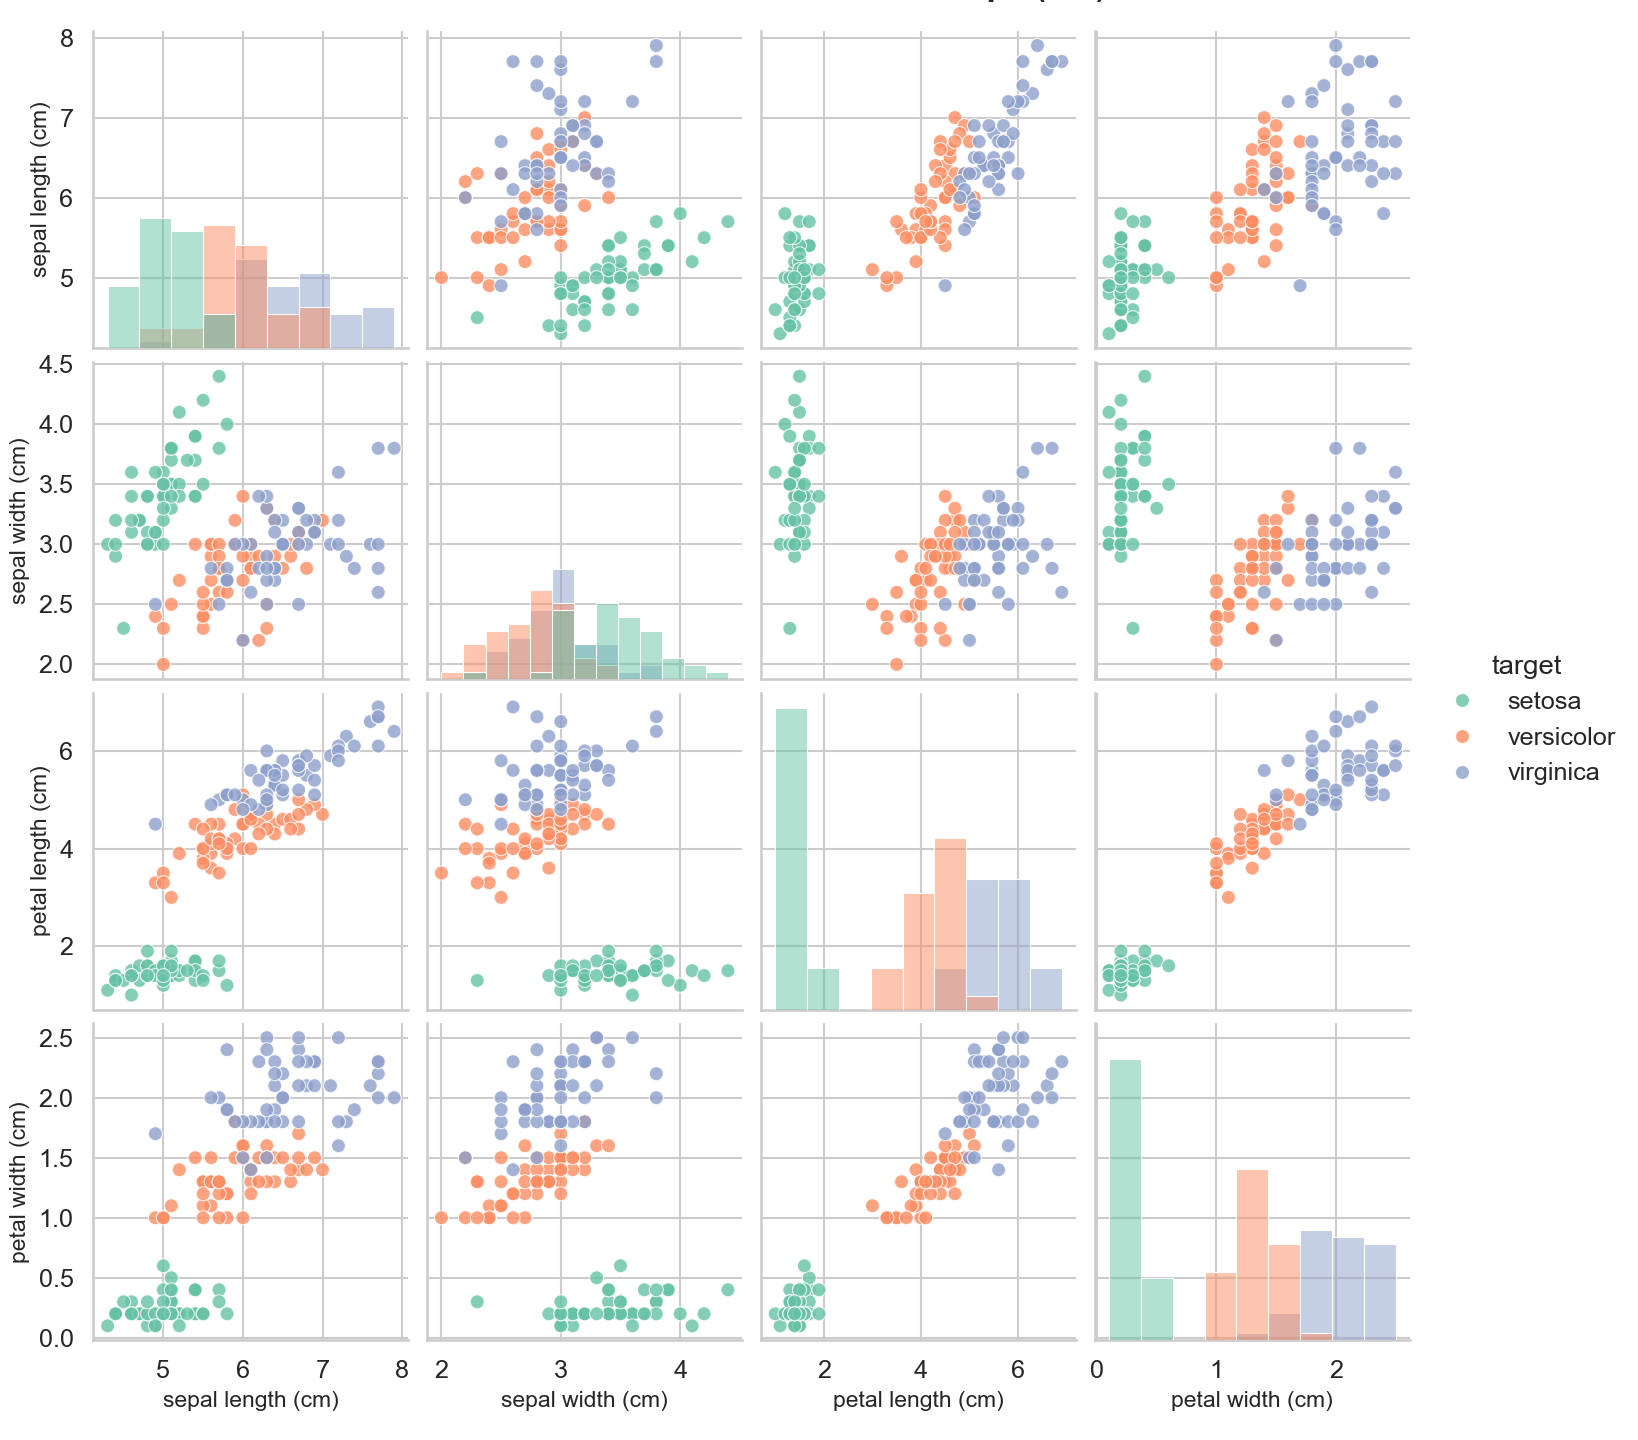 8
7
6
5
sepal length (cm)
4.5
4.0
3.5
3.0
2.5
2.0
sepal width (cm)
6
4
2
petal length (cm)
2.5
2.0
1.5
1.0
0.5
0.0
petal width (cm)
5 6 7 8
sepal length (cm)
2 3 4
sepal width (cm)
2 4 6
petal length (cm)
0 1 2
petal width (cm)
target
setosa
versicolor
virginica